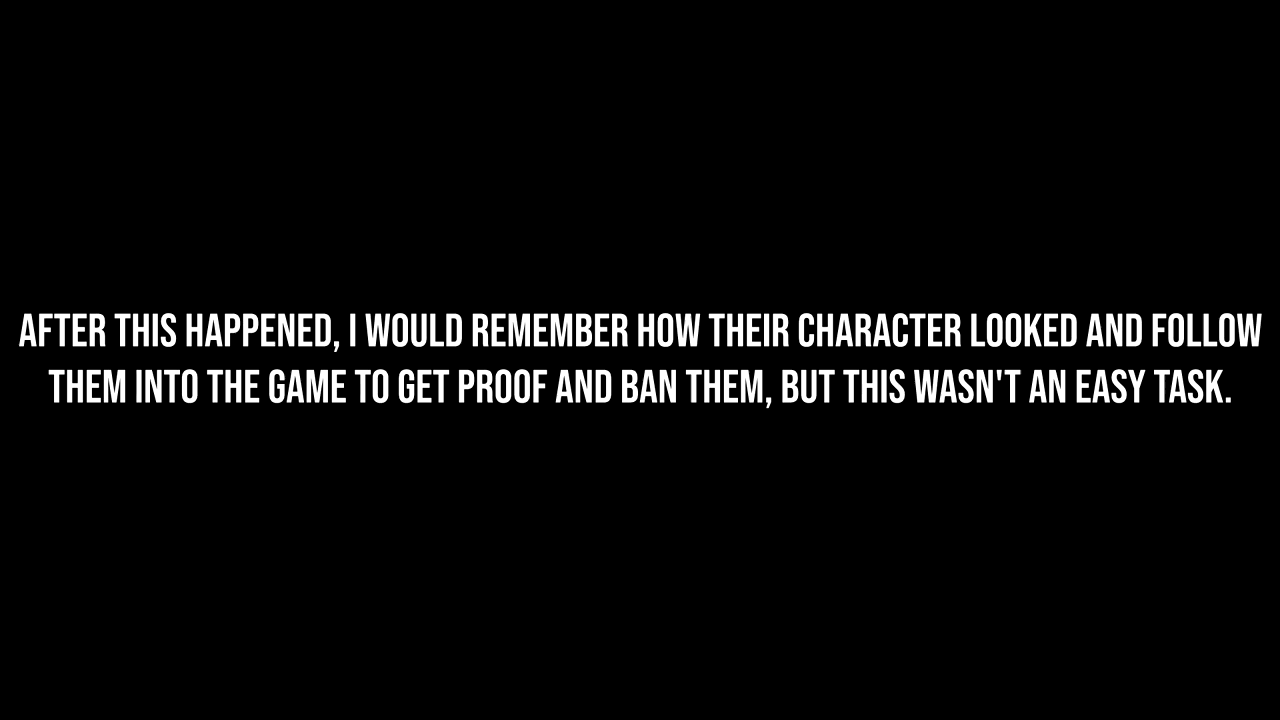 AFTER THIS HAPPENED, I WOULD REMEMBER HOW THEIR CHARACTER LOOKED AND FOLLOW
THEM INTO THE GAME TO GET PROOF AND BAN THEM, BUT THIS WASN'T AN EASY TASK.